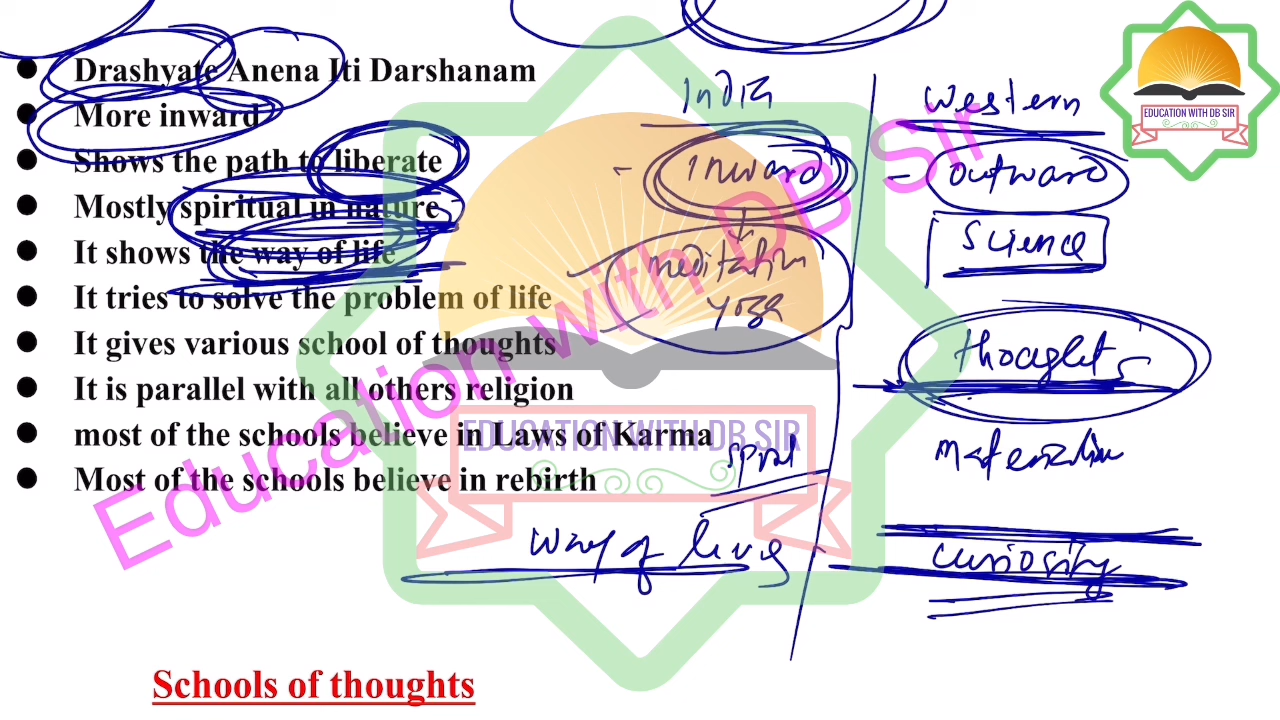 Drashyate Anena Iti Darshanam
More inward
Shows the path to liberate
Mostly spiritual in nature
It shows the way of life
It tries to solve the problem of life
It gives various school of thoughts
It is parallel with all others religion
most of the schools believe in Laws of Karma
Most of the schools believe in rebirth
India
- inward
meditation
yoga
way of
Western
- outward
Science
thoughts
curiosity
Schools of thoughts
EDUCATION WITH DB SIR
EDUCATION WITH DB SIR
Education with DB Sir